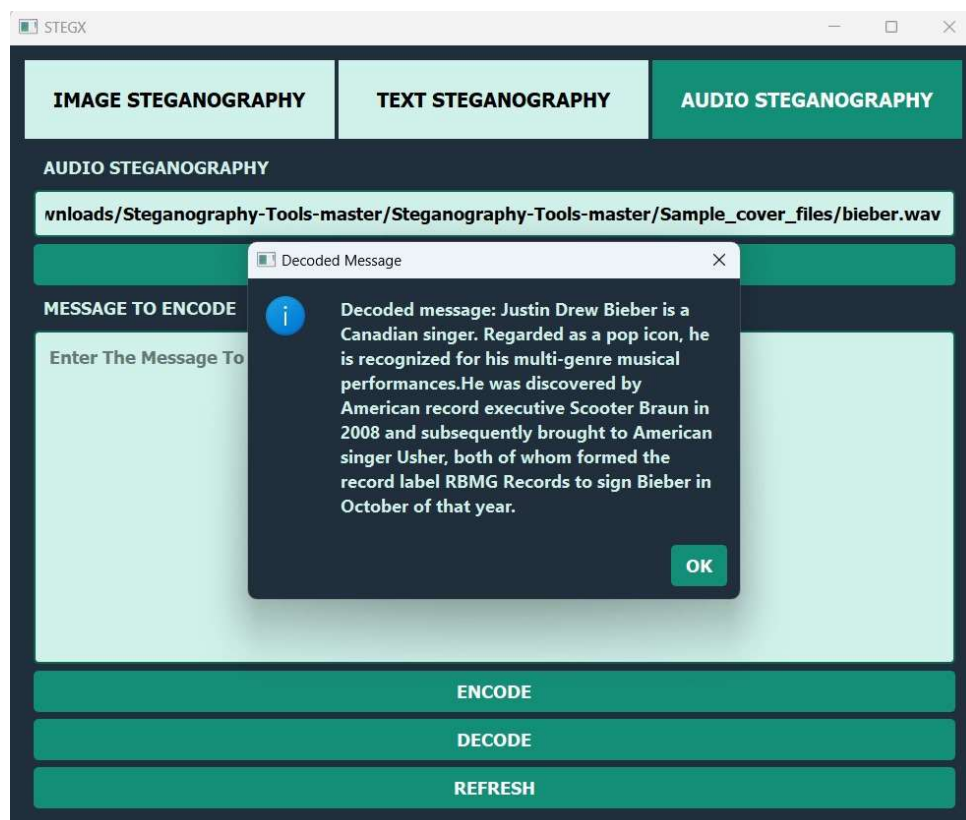 STEGX
IMAGE STEGANOGRAPHY
TEXT STEGANOGRAPHY
AUDIO STEGANOGRAPHY
AUDIO STEGANOGRAPHY
wnloads/Steganography-Tools-master/Steganography-Tools-master/Sample_cover_files/bieber.wav
Decoded Message
MESSAGE TO ENCODE
Enter The Message To
Decoded message: Justin Drew Bieber is a
Canadian singer. Regarded as a pop icon, he
is recognized for his multi-genre musical
performances.He was discovered by
American record executive Scooter Braun in
2008 and subsequently brought to American
singer Usher, both of whom formed the
record label RBMG Records to sign Bieber in
October of that year.
OK
ENCODE
DECODE
REFRESH